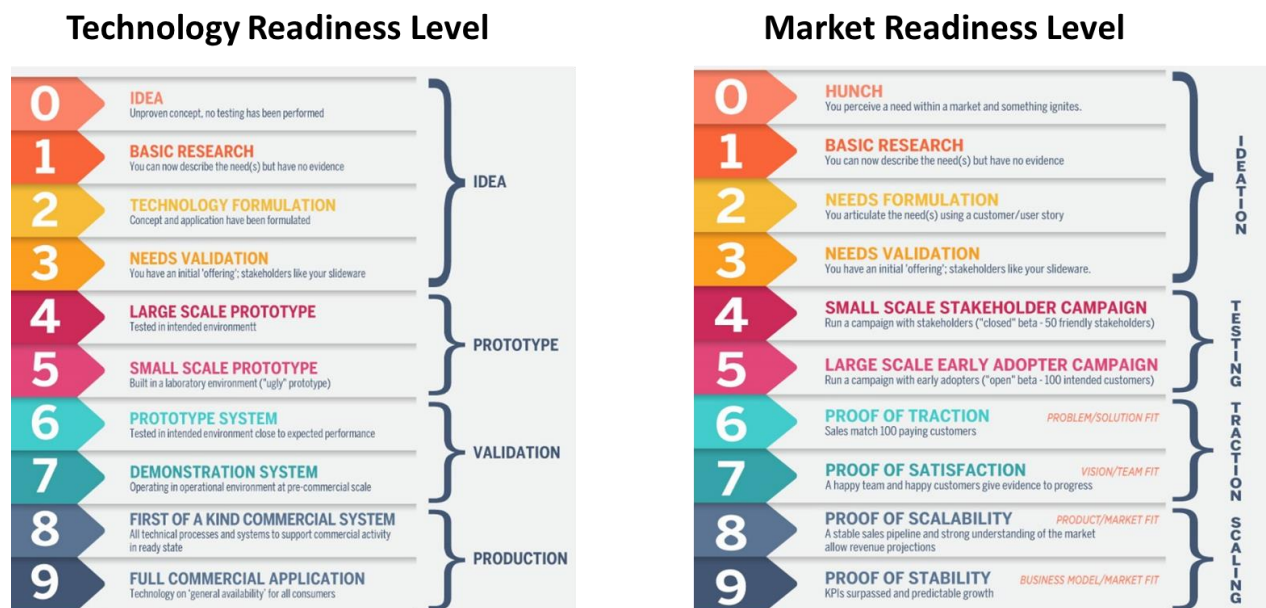 Technology Readiness Level
0
IDEA
Unproven concept, no testing has been performed
1
BASIC RESEARCH
You can now describe the need(s) but have no evidence
2
TECHNOLOGY FORMULATION
Concept and application have been formulated
3
NEEDS VALIDATION
You have an initial 'offering'; stakeholders like your slideware
IDEA
4
LARGE SCALE PROTOTYPE
Tested in intended environmentt
5
SMALL SCALE PROTOTYPE
Built in a laboratory environment ("ugly" prototype)
PROTOTYPE
6
PROTOTYPE SYSTEM
Tested in intended environment close to expected performance
7
DEMONSTRATION SYSTEM
Operating in operational environment at pre-commercial scale
VALIDATION
8
FIRST OF A KIND COMMERCIAL SYSTEM
All technical processes and systems to support commercial activity
in ready state
9
FULL COMMERCIAL APPLICATION
Technology on 'general availability' for all consumers
PRODUCTION
Market Readiness Level
0
HUNCH
You perceive a need within a market and something ignites.
1
BASIC RESEARCH
You can now describe the need(s) but have no evidence
2
NEEDS FORMULATION
You articulate the need(s) using a customer/user story
3
NEEDS VALIDATION
You have an initial 'offering'; stakeholders like your slideware.
IDEATION
4
SMALL SCALE STAKEHOLDER CAMPAIGN
Run a campaign with stakeholders ("closed" beta - 50 friendly stakeholders)
5
LARGE SCALE EARLY ADOPTER CAMPAIGN
Run a campaign with early adopters ("open" beta - 100 intended customers)
TESTING
6
PROOF OF TRACTION PROBLEM/SOLUTION FIT
Sales match 100 paying customers
7
PROOF OF SATISFACTION VISION/TEAM FIT
A happy team and happy customers give evidence to progress
TRACTION
8
PROOF OF SCALABILITY PRODUCT/MARKET FIT
A stable sales pipeline and strong understanding of the market
allow revenue projections
9
PROOF OF STABILITY BUSINESS MODEL/MARKET FIT
KPIs surpassed and predictable growth
SCALING